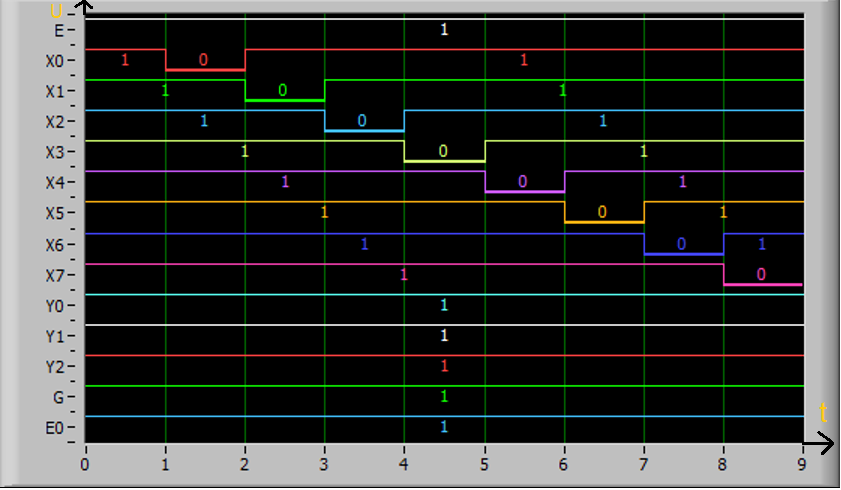 U
E 1
X0 1 0 1
X1 1 0 1
X2 1 0 1
X3 1 0 1
X4 1 0 1
X5 1 0 1
X6 1 0 1
X7 1 0
Y0 1
Y1 1
Y2 1
G 1
E0 1
t
0 1 2 3 4 5 6 7 8 9